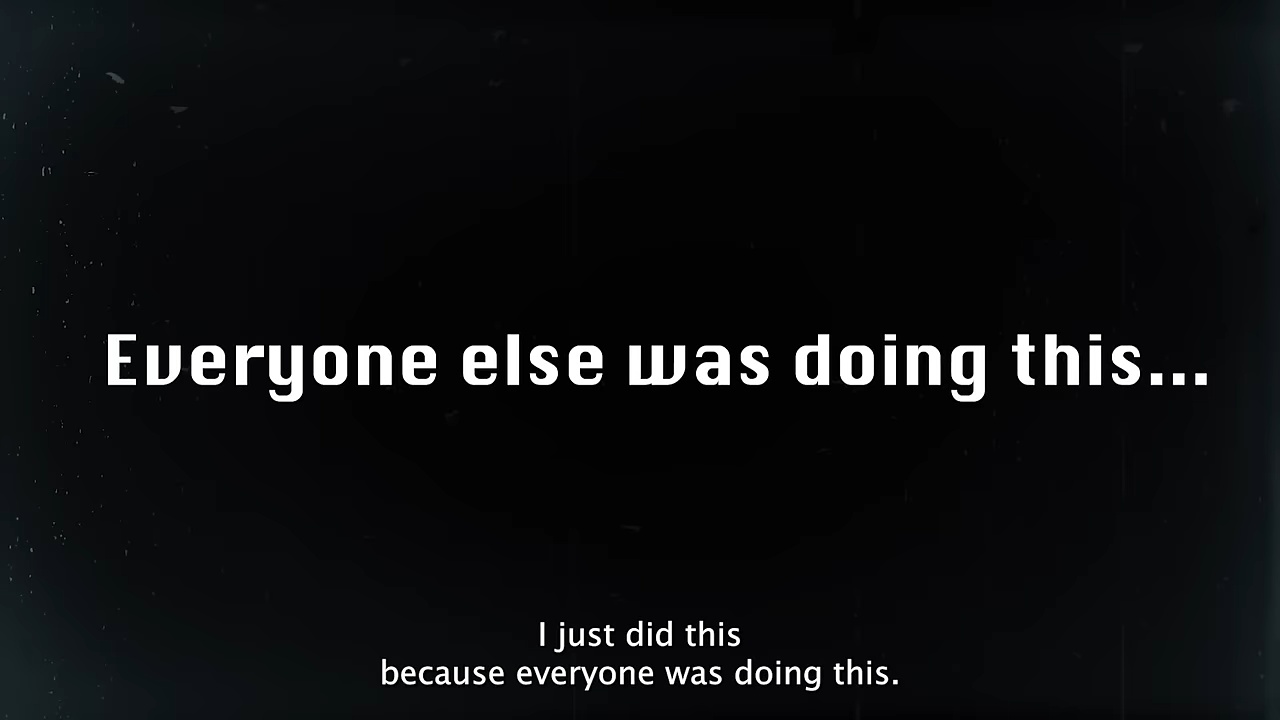 Everyone else was doing this...
I just did this
because everyone was doing this.